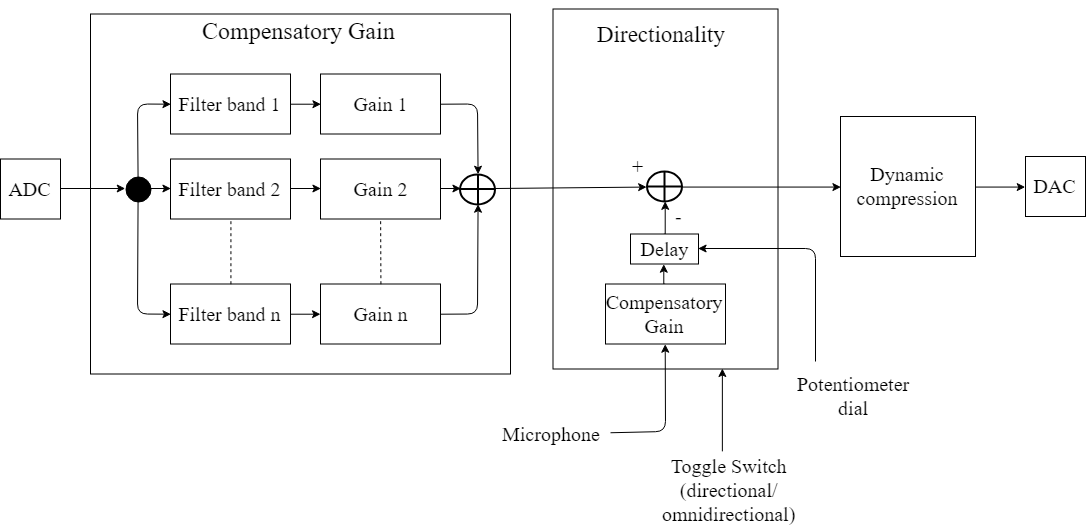 Compensatory Gain
Directionality
Filter band 1
Gain 1
ADC
Filter band 2
Gain 2
+
Dynamic
compression
DAC
-
Delay
Filter band n
Gain n
Compensatory
Gain
Potentiometer
dial
Microphone
Toggle Switch
(directional/
omnidirectional)